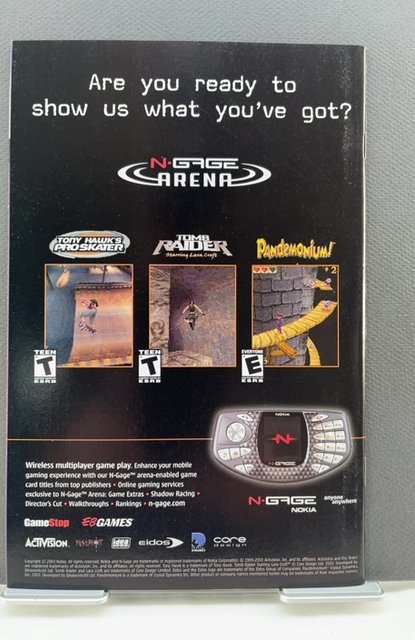 Are you ready to
show us what you've got?
N-GAGE
ARENA
TONY HAWK'S
PRO SKATER
TOMB
RAIDER
Starring Lara Croft
Pandemonium!
2
TEEN
T
ESRB
TEEN
T
ESRB
EVERYONE
E
ESRB
NOKIA
N
N-GAGE
Wireless multiplayer game play. Enhance your mobile
gaming experience with our N-Gage™ arena-enabled game
card titles from top publishers • Online gaming services
exclusive to N-Gage™ Arena: Game Extras • Shadow Racing •
Director's Cut • Walkthroughs • Rankings • n-gage.com
N-GAGE
NOKIA
anyone
anywhere
GameStop EB GAMES
ACTIVISION NEVERSOFT ideaworks3d eidos core
design